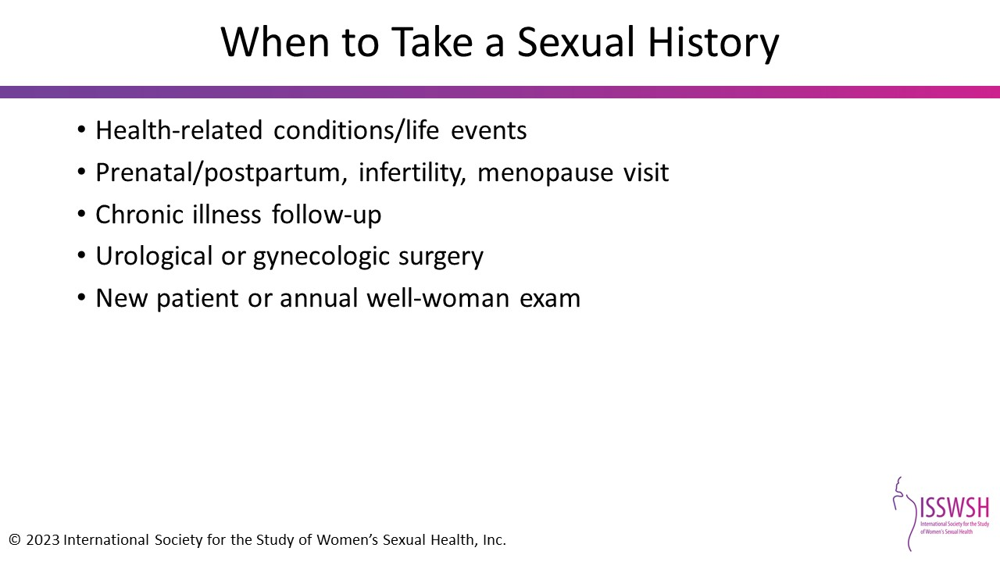 When to Take a Sexual History
• Health-related conditions/life events
• Prenatal/postpartum, infertility, menopause visit
• Chronic illness follow-up
• Urological or gynecologic surgery
• New patient or annual well-woman exam
ISSWSH
International Society for the Study
of Women's Sexual Health
© 2023 International Society for the Study of Women’s Sexual Health, Inc.